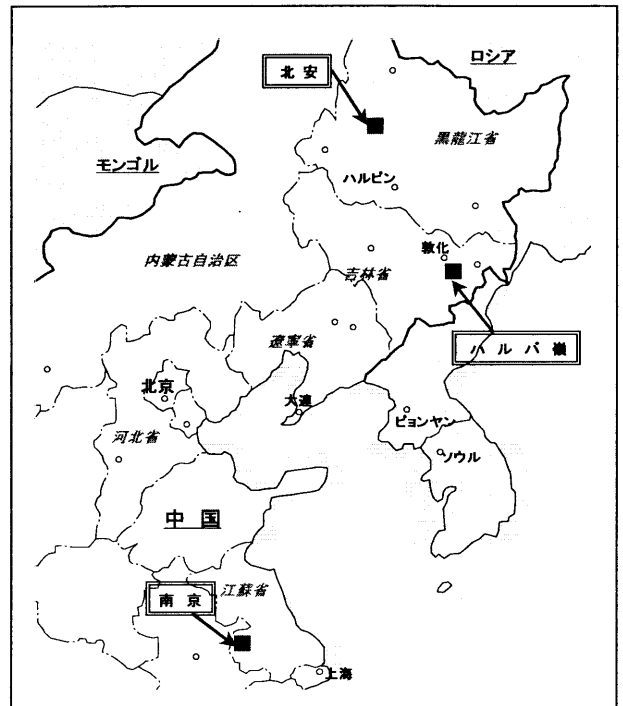 ロシア
北安
黒龍江省
モンゴル
ハルビン
敦化
内蒙古自治区
吉林省
遼寧省
ハルバ嶺
北京
大連
ピョンヤン
河北省
ソウル
中国
江蘇省
南京
上海